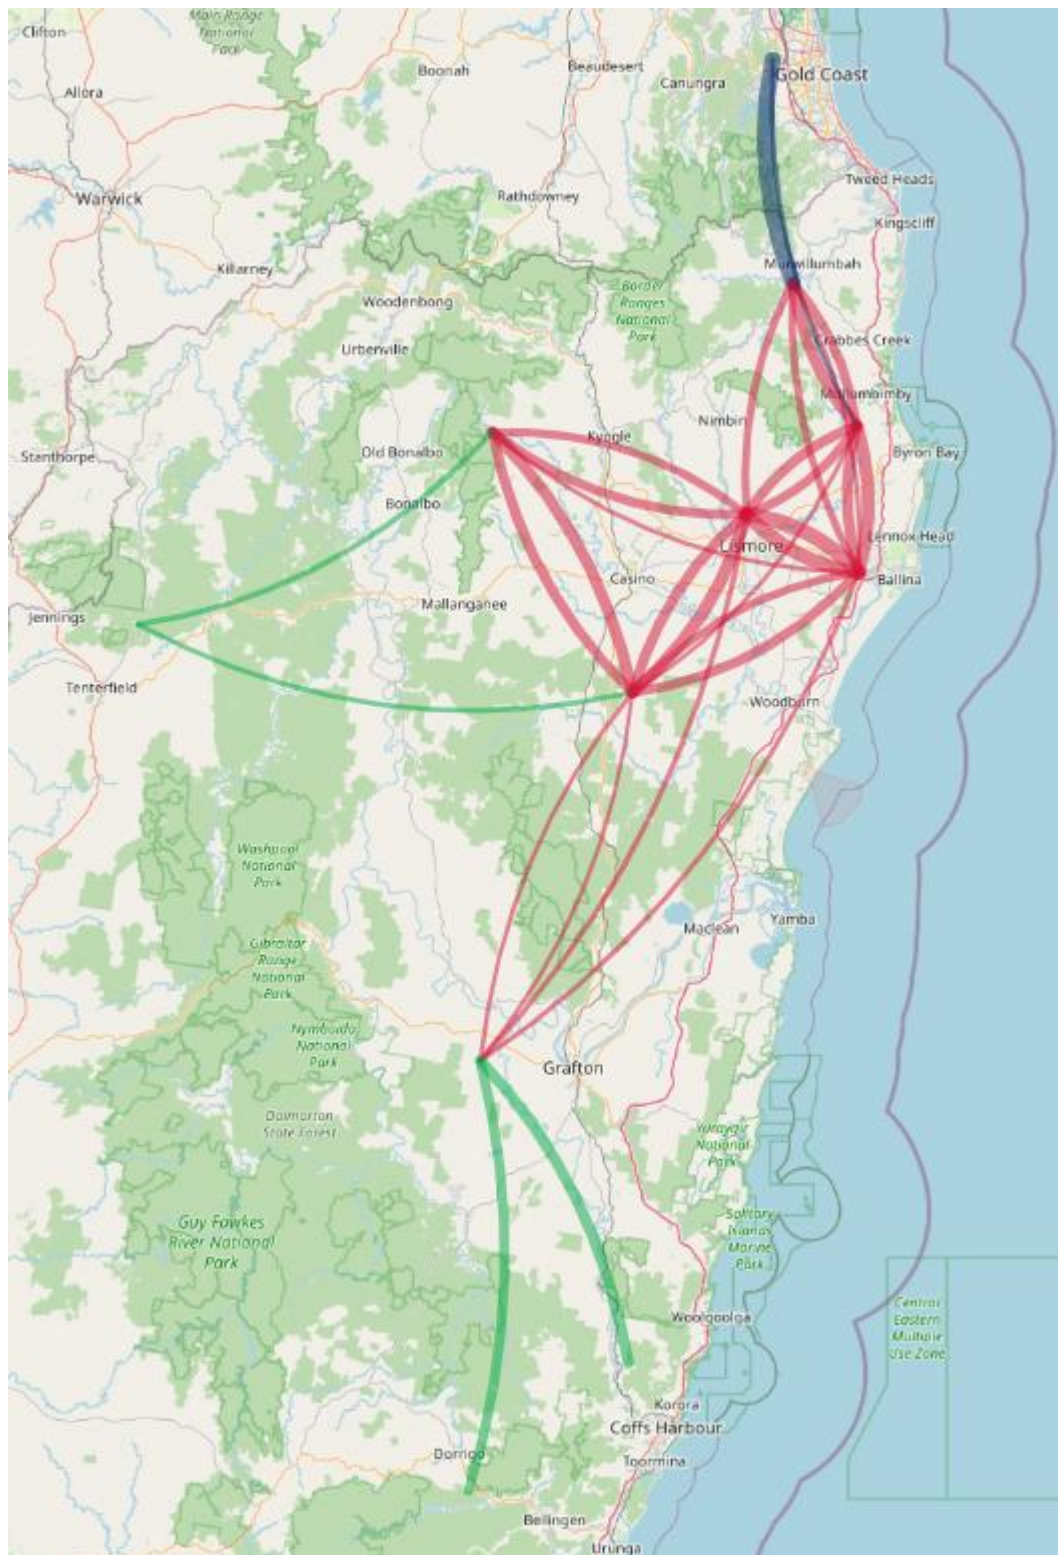 Main Range
National
Park
Clifton
Boonah
Beaudesert
Gold Coast
Canungra
Allora
Tweed Heads
Warwick
Rathdowney
Kingscliff
Murwillumbah
Killarney
Border
Ranges
National
Park
Woodenbong
Crabbes Creek
Urbenville
Mullumbimby
Nimbin
Kyogle
Old Bonalbo
Byron Bay
Stanthorpe
Bonalbo
Lennox Head
Lismore
Casino
Ballina
Mallanganee
Jennings
Tenterfield
Woodburn
Washpool
National
Park
Yamba
Maclean
Gibraltar
Range
National
Park
Nymboida
National
Park
Grafton
Dalmorton
State Forest
Yuraygir
National
Park
Guy Fawkes
River National
Park
Solitary
Islands
Marine
Park
Central
Eastern
Multiple
Use Zone
Woolgoolga
Korora
Coffs Harbour
Dorrigo
Toormina
Bellingen
Urunga